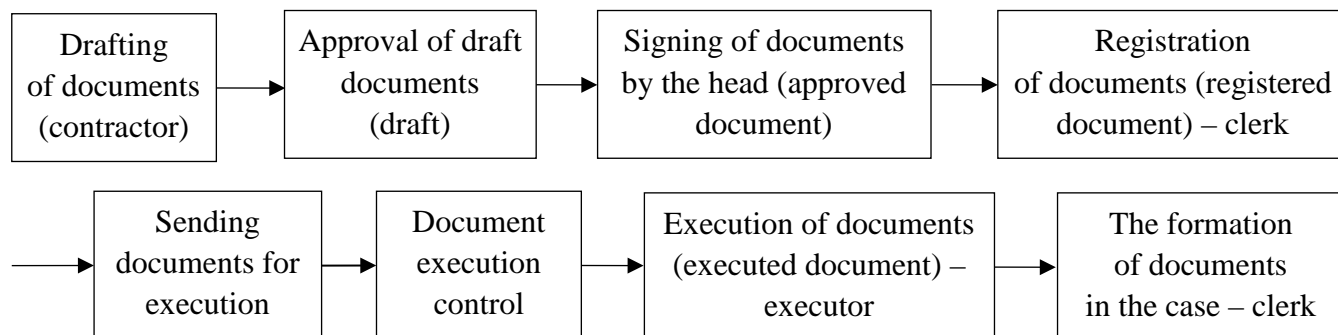 Drafting
of documents
(contractor)
Approval of draft
documents
(draft)
Signing of documents
by the head (approved
document)
Registration
of documents (registered
document) – clerk
Sending
documents for
execution
Document
execution
control
Execution of documents
(executed document) –
executor
The formation
of documents
in the case – clerk